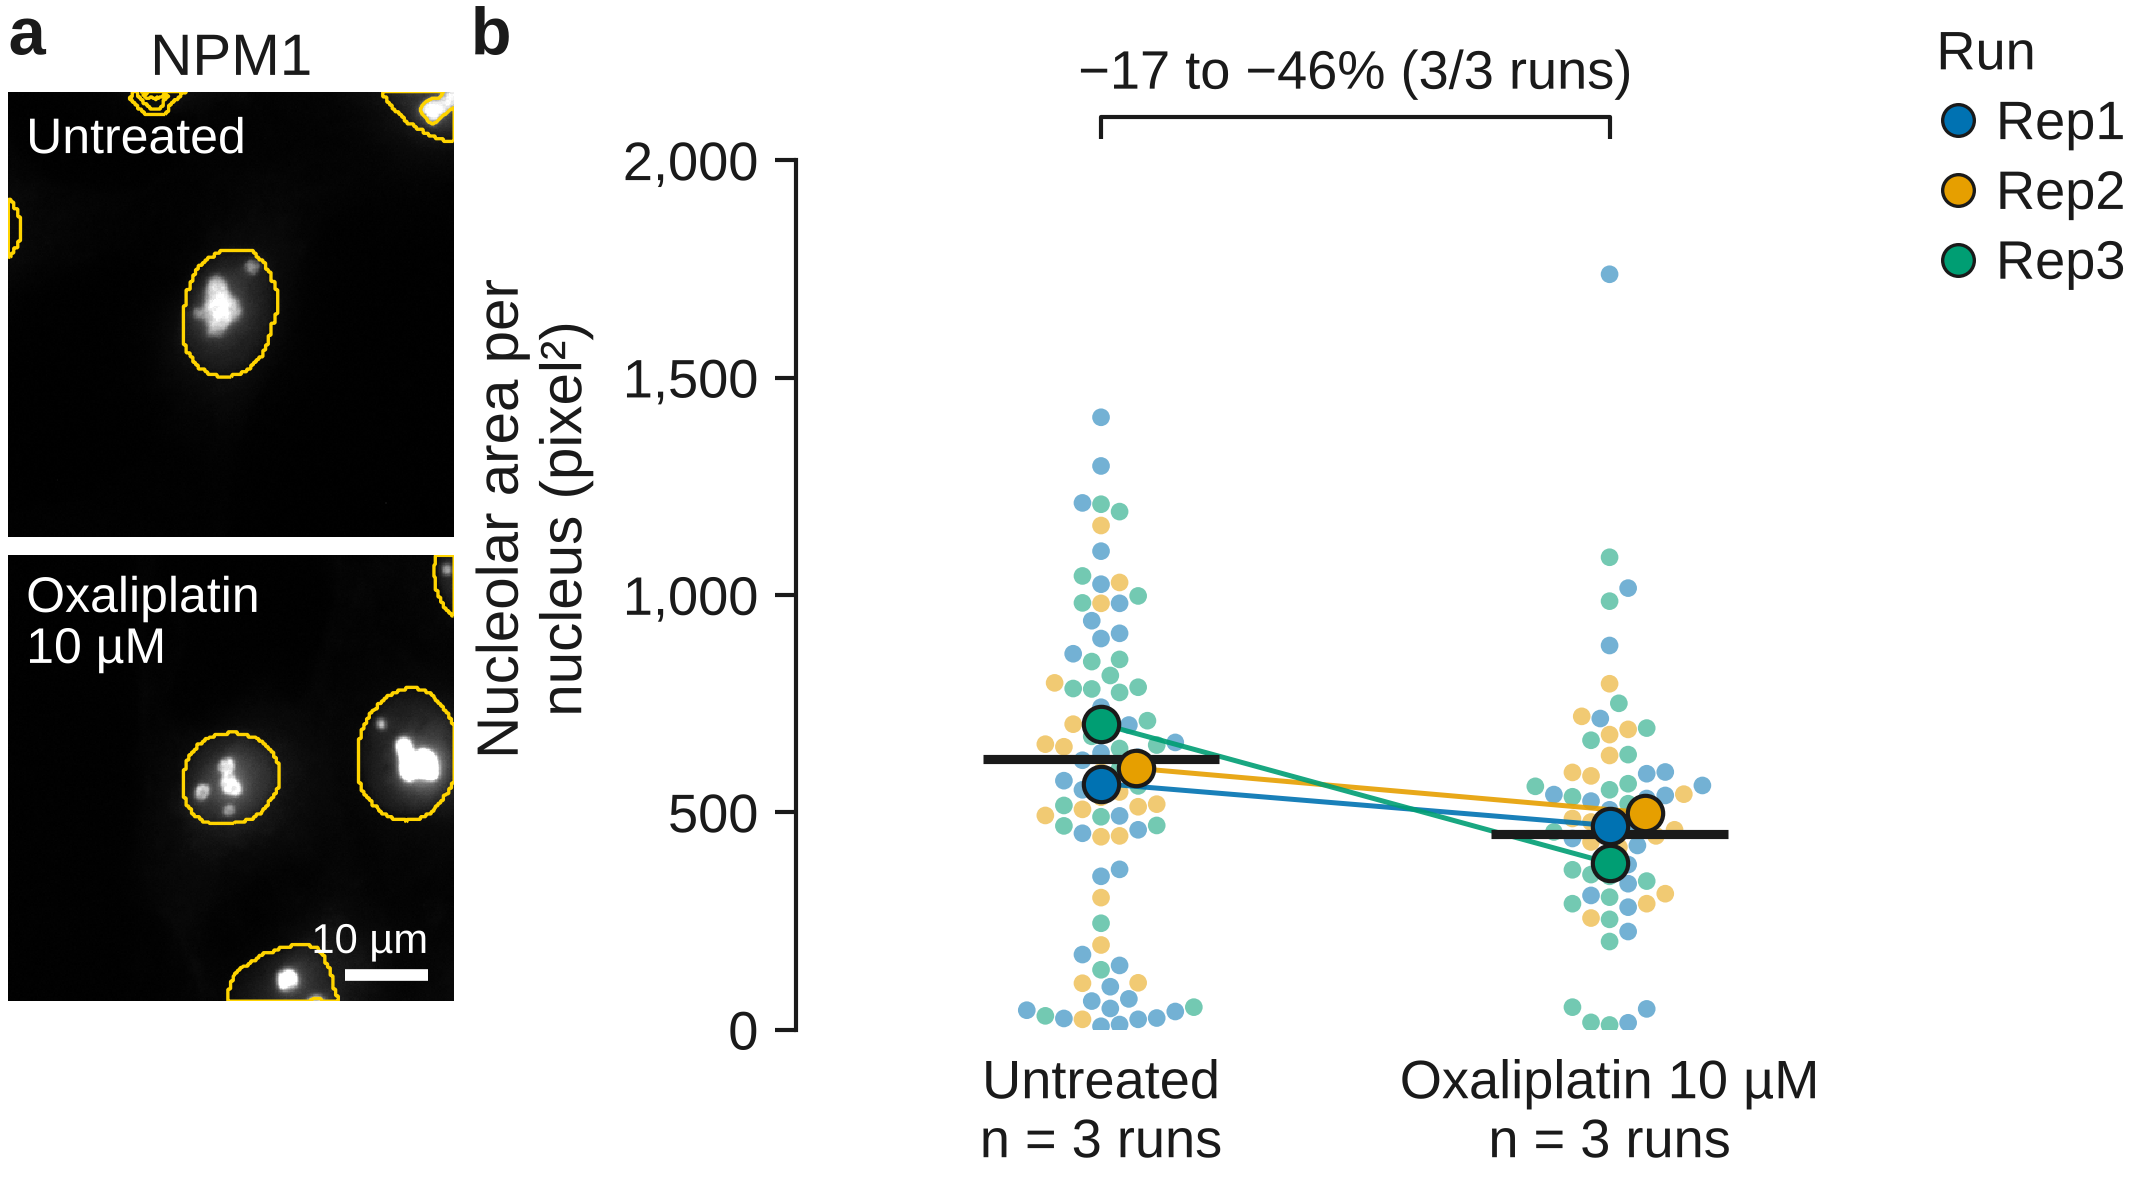 a
NPM1
Untreated
Oxaliplatin
10 µM
10 µm
b
−17 to −46% (3/3 runs)
Nucleolar area per
nucleus (pixel²)
2,000
1,500
1,000
500
0
Untreated
n = 3 runs
Oxaliplatin 10 µM
n = 3 runs
Run
Rep1
Rep2
Rep3